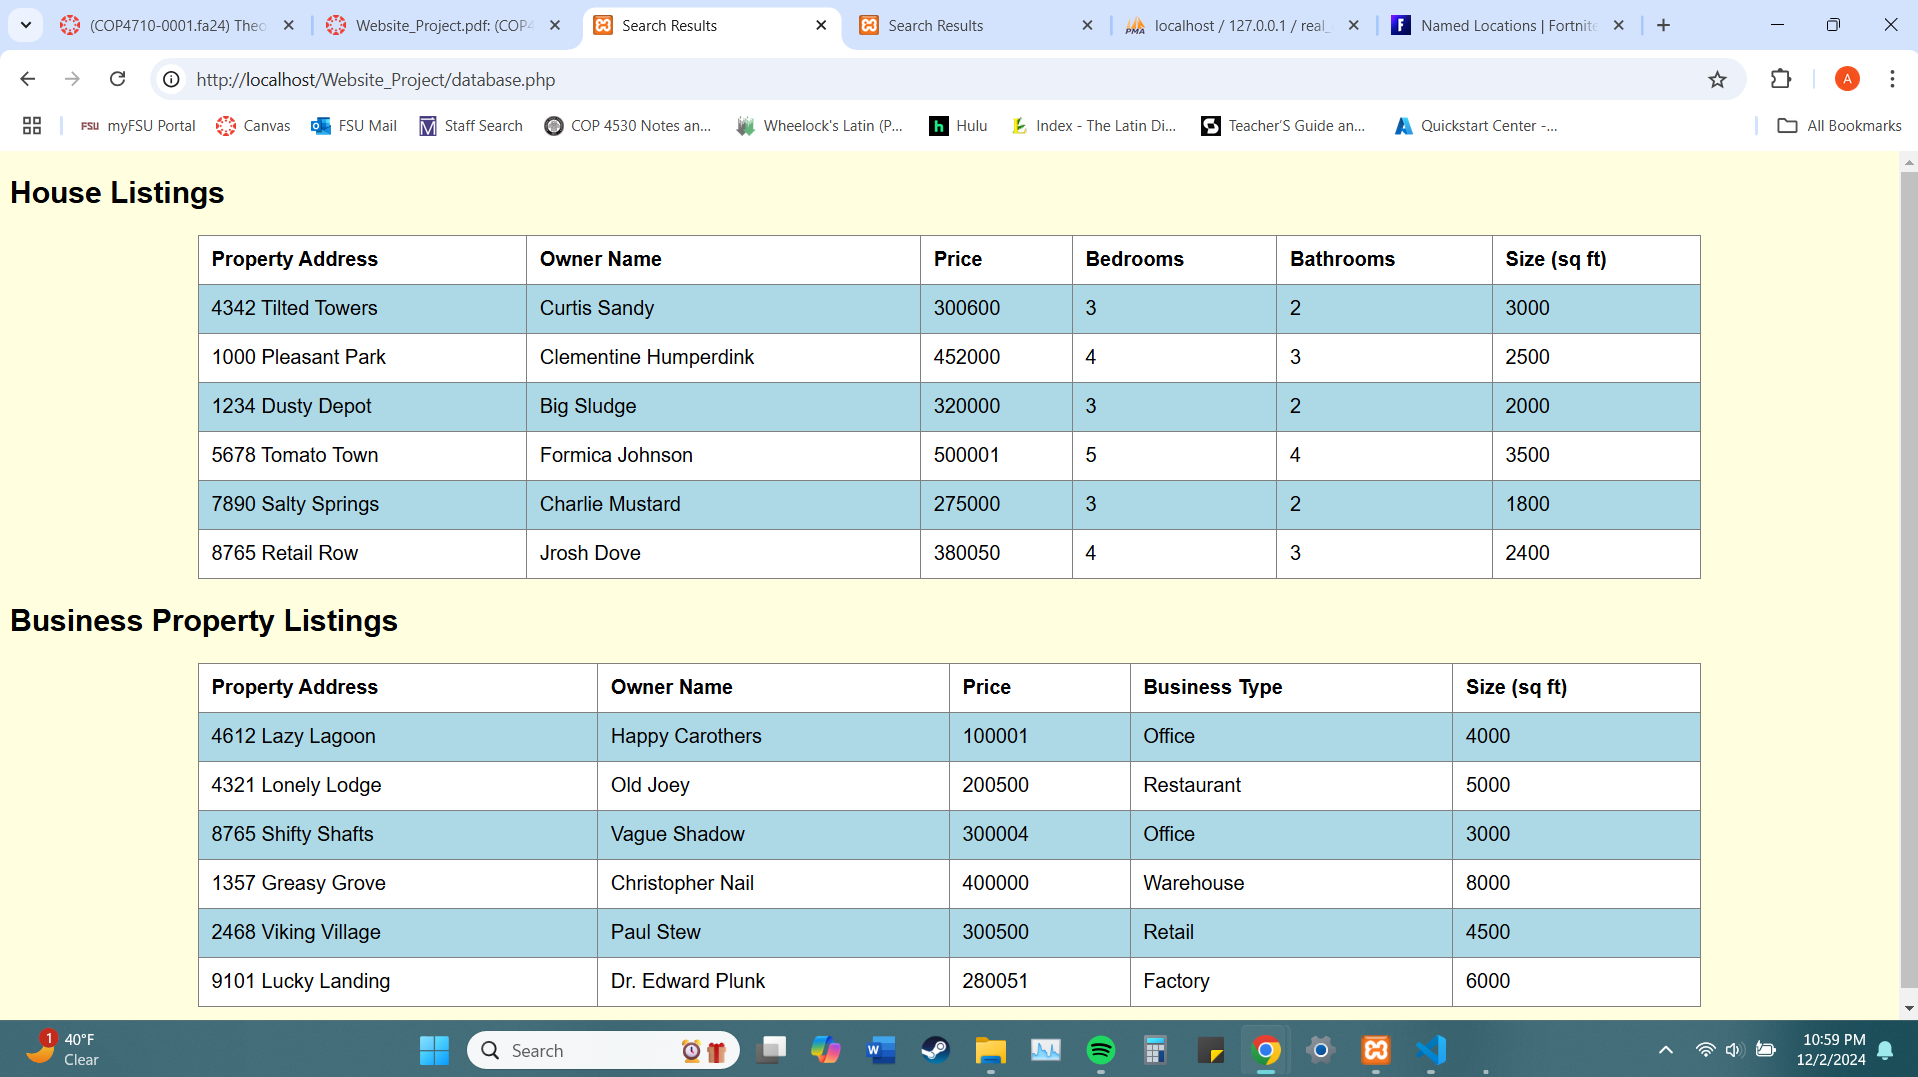 (COP4710-0001.fa24) Theo
Website_Project.pdf: (COP4
Search Results
Search Results
localhost / 127.0.0.1 / real_
Named Locations | Fortnite
http://localhost/Website_Project/database.php
A
myFSU Portal
Canvas
FSU Mail
Staff Search
COP 4530 Notes an...
Wheelock's Latin (P...
Hulu
Index - The Latin Di...
Teacher'S Guide an...
Quickstart Center -...
All Bookmarks
House Listings
Property Address Owner Name Price Bedrooms Bathrooms Size (sq ft)
4342 Tilted Towers Curtis Sandy 300600 3 2 3000
1000 Pleasant Park Clementine Humperdink 452000 4 3 2500
1234 Dusty Depot Big Sludge 320000 3 2 2000
5678 Tomato Town Formica Johnson 500001 5 4 3500
7890 Salty Springs Charlie Mustard 275000 3 2 1800
8765 Retail Row Jrosh Dove 380050 4 3 2400
Business Property Listings
Property Address Owner Name Price Business Type Size (sq ft)
4612 Lazy Lagoon Happy Carothers 100001 Office 4000
4321 Lonely Lodge Old Joey 200500 Restaurant 5000
8765 Shifty Shafts Vague Shadow 300004 Office 3000
1357 Greasy Grove Christopher Nail 400000 Warehouse 8000
2468 Viking Village Paul Stew 300500 Retail 4500
9101 Lucky Landing Dr. Edward Plunk 280051 Factory 6000
1
40°F
Clear
Search
10:59 PM
12/2/2024